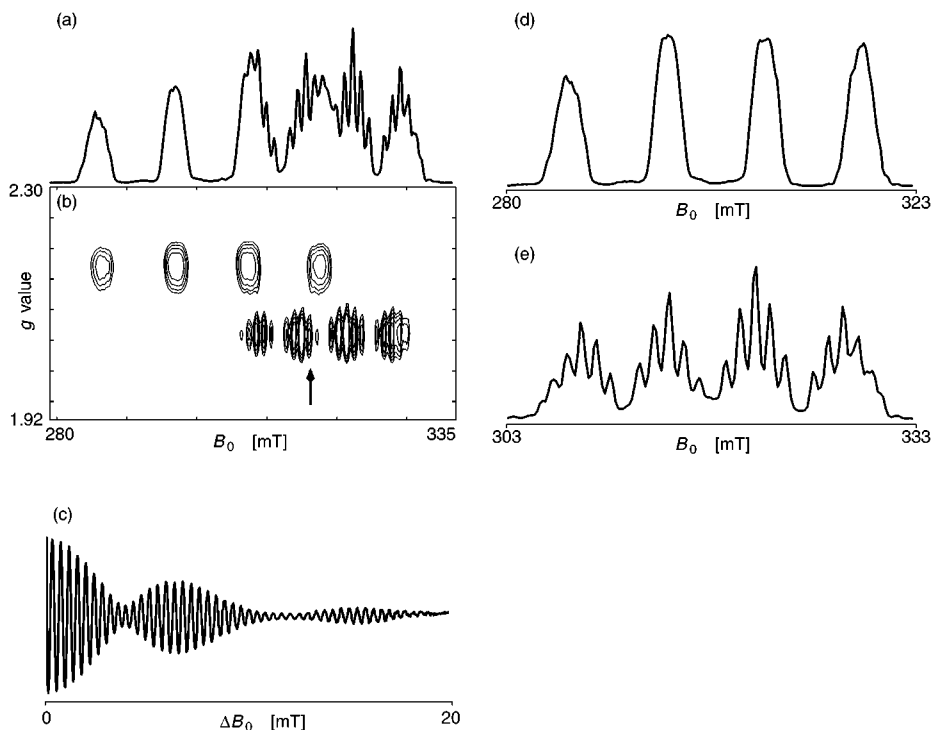 (a)
2.30
(b)
g value
1.92
280
B0 [mT]
335
(c)
0
ΔB0 [mT]
20
(d)
280
B0 [mT]
323
(e)
303
B0 [mT]
333